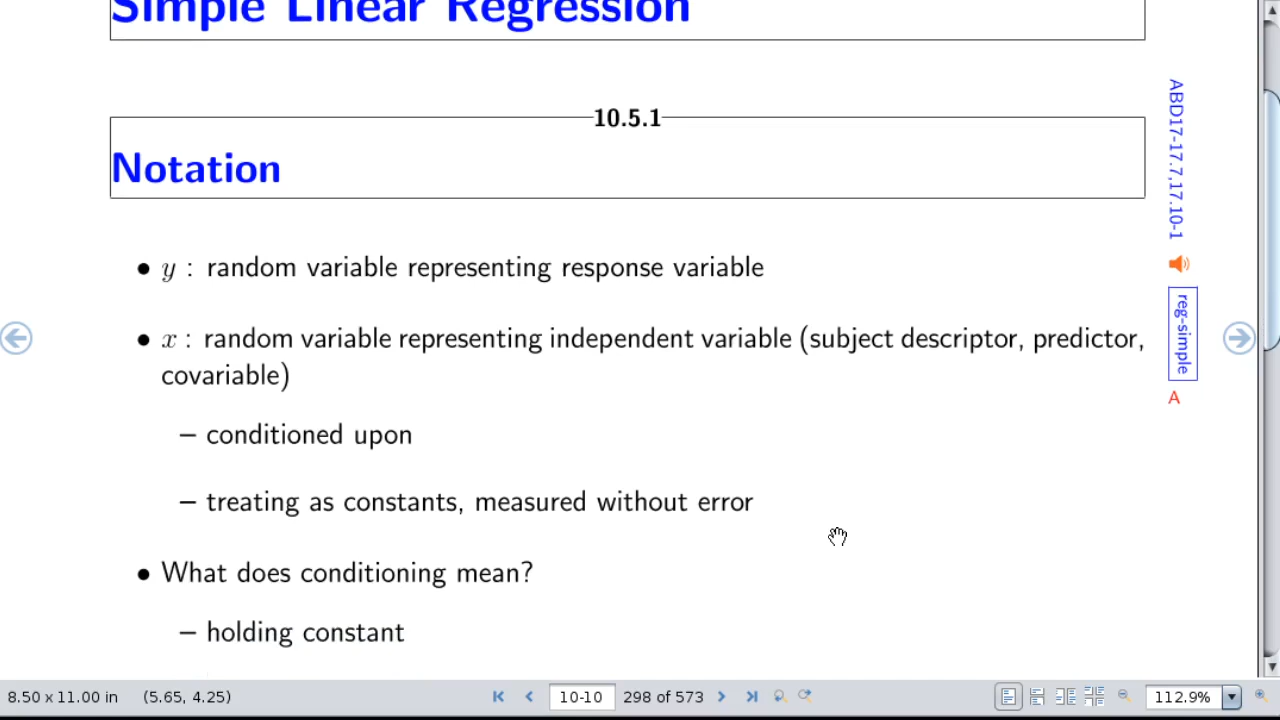 Simple Linear Regression
10.5.1
Notation
• y : random variable representing response variable
• x : random variable representing independent variable (subject descriptor, predictor,
covariable)
– conditioned upon
– treating as constants, measured without error
• What does conditioning mean?
– holding constant
ABD17-17.7,17.10-1
reg-simple
A
8.50 x 11.00 in (5.65, 4.25) 10-10 298 of 573 112.9%